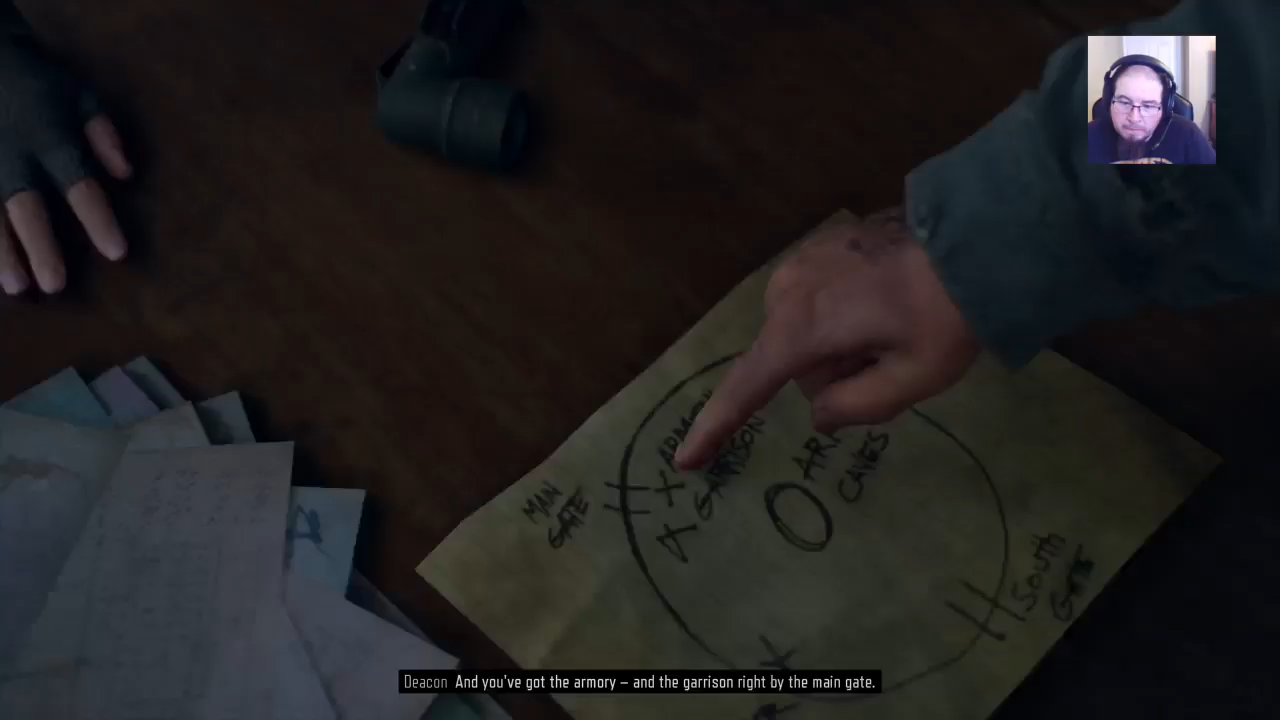 GARRISON
CAVES
MAIN
GATE
SOUTH
GATE
Deacon And you've got the armory – and the garrison right by the main gate.